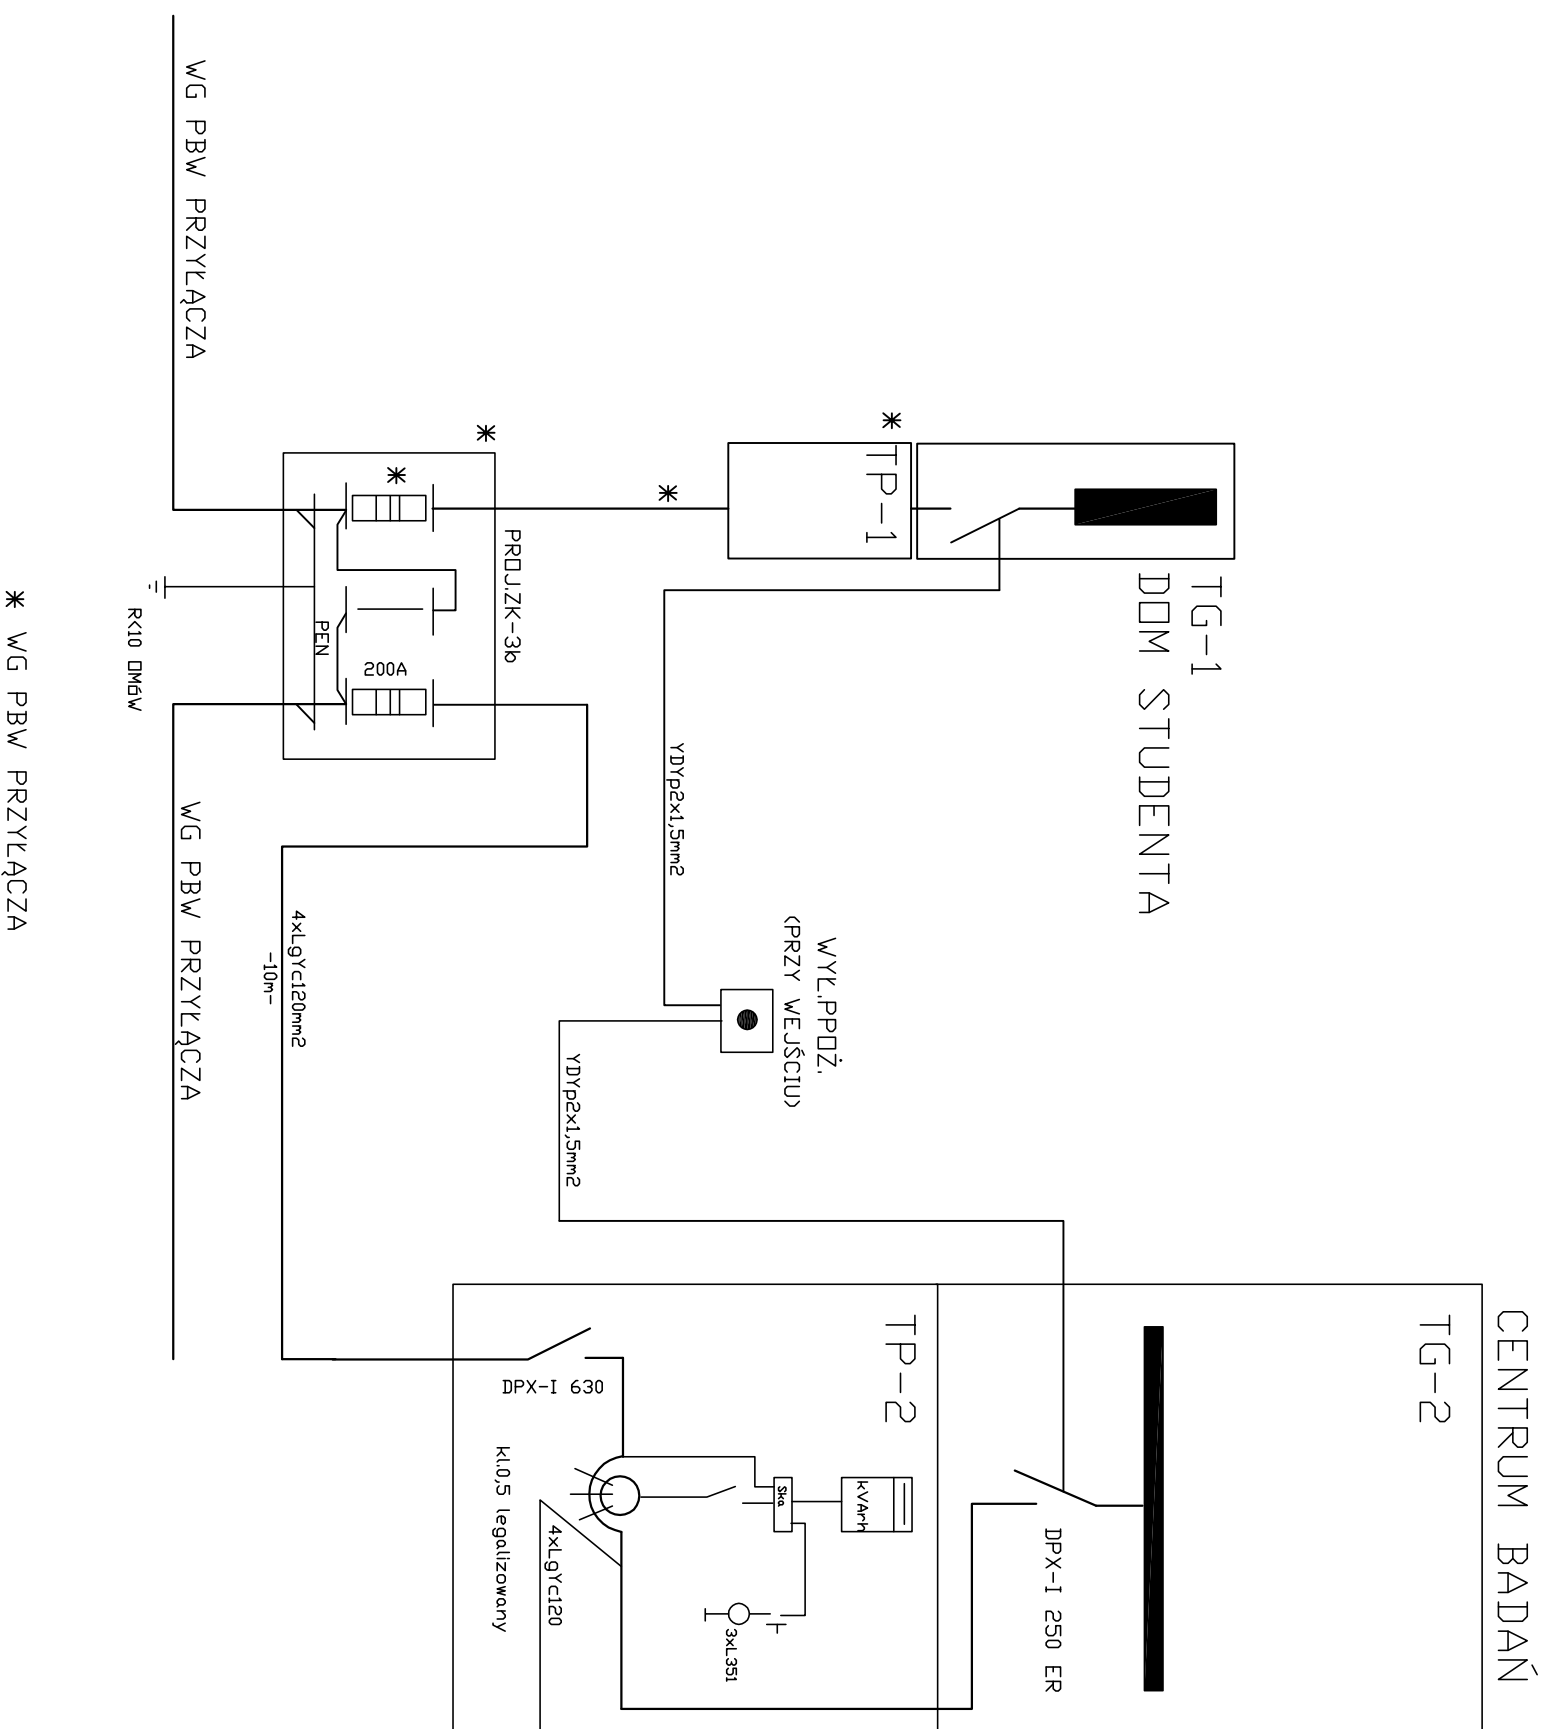 CENTRUM BADAŃ
TG-2
TG-1
DOM STUDENTA
DPX-I 250 ER
TP-1
TP-2
kVArh
WYŁ.PPOŻ.
(PRZY WEJŚCIU)
Ska
3xL351
YDYp2x1,5mm2
YDYp2x1,5mm2
DPX-I 630
4xLgYc120
kl.0,5 legalizowany
PROJ.ZK-3b
200A
PEN
4xLgYc120mm2
-10m-
WG PBW PRZYŁĄCZA
WG PBW PRZYŁĄCZA
R<10 OMóW
* WG PBW PRZYŁĄCZA